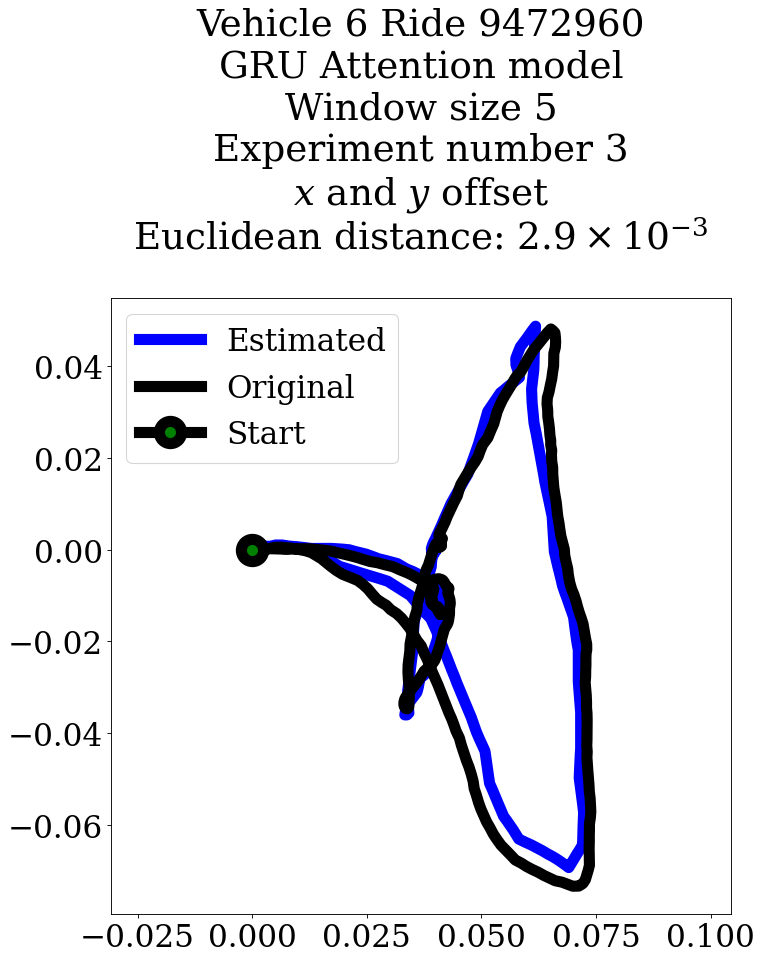 Vehicle 6 Ride 9472960
GRU Attention model
Window size 5
Experiment number 3
x and y offset
Euclidean distance: 2.9 × 10⁻³
Estimated
Original
Start
0.04
0.02
0.00
−0.02
−0.04
−0.06
−0.025 0.000 0.025 0.050 0.075 0.100